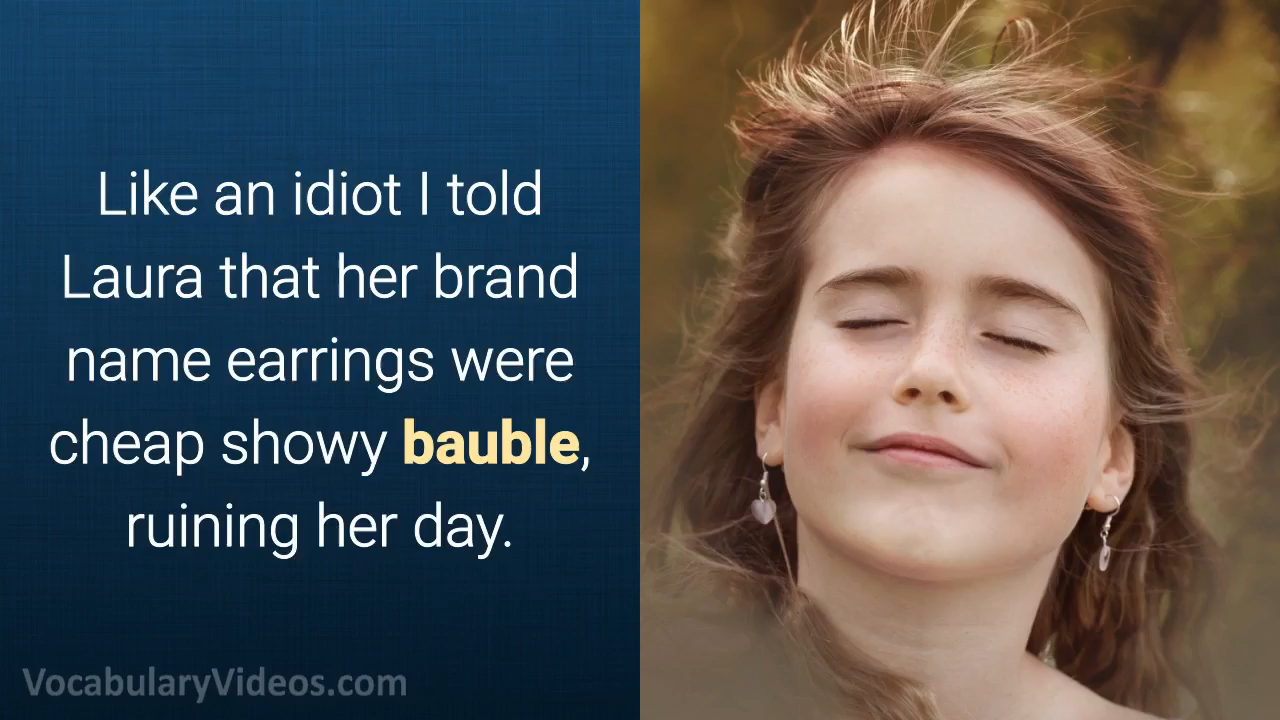 Like an idiot I told
Laura that her brand
name earrings were
cheap showy bauble,
ruining her day.
VocabularyVideos.com